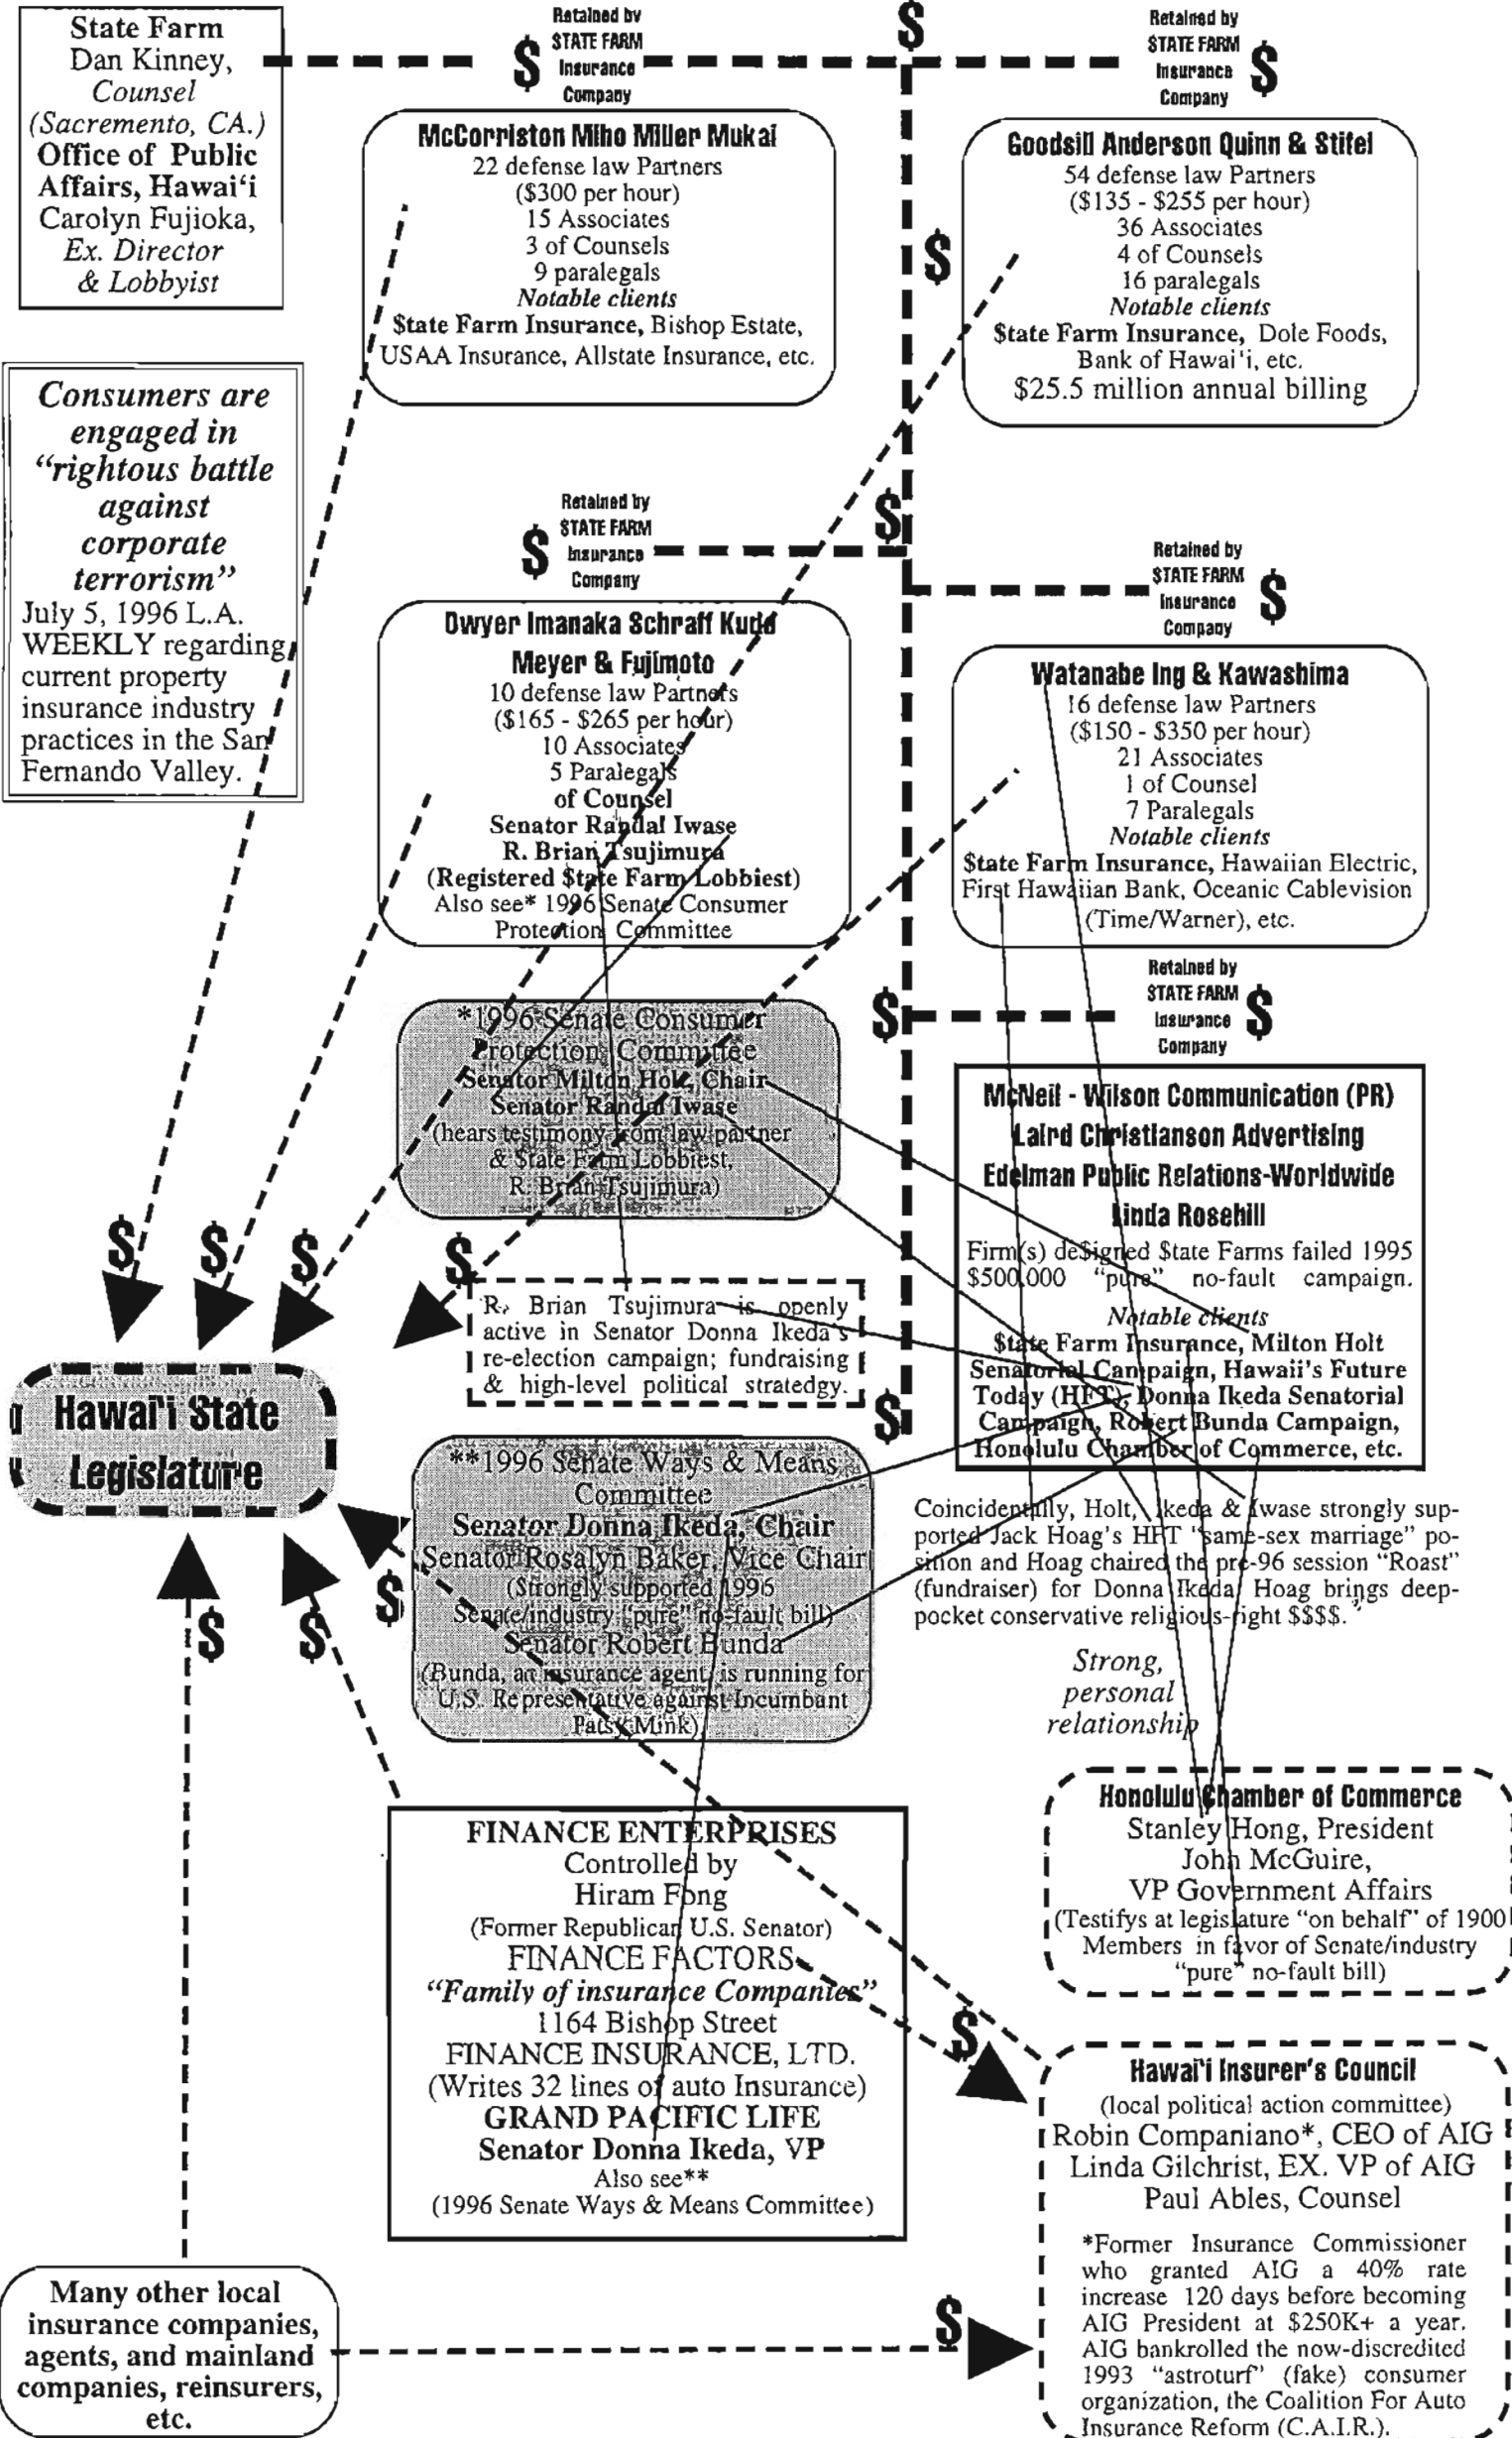 State Farm
Dan Kinney,
Counsel
(Sacremento, CA.)
Office of Public
Affairs, Hawai‘i
Carolyn Fujioka,
Ex. Director
& Lobbyist
Retained by
STATE FARM
Insurance
Company
$
$
Retained by
$TATE FARM
Insurance
Company
$
McCorriston Miho Miller Mukai
22 defense law Partners
($300 per hour)
15 Associates
3 of Counsels
9 paralegals
Notable clients
$tate Farm Insurance, Bishop Estate,
USAA Insurance, Allstate Insurance, etc.
Goodsill Anderson Quinn & Stifel
54 defense law Partners
($135 - $255 per hour)
36 Associates
4 of Counsels
16 paralegals
Notable clients
$tate Farm Insurance, Dole Foods,
Bank of Hawai‘i, etc.
$25.5 million annual billing
$
Consumers are
engaged in
“rightous battle
against
corporate
terrorism”
July 5, 1996 L.A.
WEEKLY regarding
current property
insurance industry
practices in the San
Fernando Valley.
Retained by
STATE FARM
Insurance
Company
$
$
Retained by
$TATE FARM
Insurance
Company
$
Dwyer Imanaka Schraff Kudo
Meyer & Fujimoto
10 defense law Partners
($165 - $265 per hour)
10 Associates
5 Paralegals
of Counsel
Senator Randal Iwase
R. Brian Tsujimura
(Registered $tate Farm Lobbiest)
Also see* 1996 Senate Consumer
Protection Committee
Watanabe Ing & Kawashima
16 defense law Partners
($150 - $350 per hour)
21 Associates
1 of Counsel
7 Paralegals
Notable clients
$tate Farm Insurance, Hawaiian Electric,
First Hawaiian Bank, Oceanic Cablevision
(Time/Warner), etc.
*1996 Senate Consumer
Protection Committee
Senator Milton Holt, Chair
Senator Randal Iwase
(hears testimony from law partner
& $tate Farm Lobbiest,
R. Brian Tsujimura)
$
Retained by
STATE FARM
Insurance
Company
$
McNeil - Wilson Communication (PR)
Laird Christianson Advertising
Edelman Public Relations-Worldwide
Linda Rosehill
Firm(s) de$igned $tate Farms failed 1995
$500,000 “pure” no-fault campaign.
Notable clients
$tate Farm Insurance, Milton Holt
Senatorial Campaign, Hawaii's Future
Today (HFT), Donna Ikeda Senatorial
Campaign, Robert Bunda Campaign,
Honolulu Chamber of Commerce, etc.
$
$
$
$
R. Brian Tsujimura is openly
active in Senator Donna Ikeda's
re-election campaign; fundraising
& high-level political stratedgy.
$
Hawai'i State
Legislature
**1996 Senate Ways & Means
Committee
Senator Donna Ikeda, Chair
Senator Rosalyn Baker, Vice Chair
(Strongly supported 1996
Senate/industry “pure” no-fault bill)
Senator Robert Bunda
(Bunda, an insurance agent, is running for
U.S. Representative against Incumbant
Patsy Mink)
Coincidentally, Holt, Ikeda & Iwase strongly sup-
ported Jack Hoag's HFT “same-sex marriage” po-
sition and Hoag chaired the pre-96 session “Roast”
(fundraiser) for Donna Ikeda. Hoag brings deep-
pocket conservative religious-right $$$$.
$
$
$
Strong,
personal
relationship
FINANCE ENTERPRISES
Controlled by
Hiram Fong
(Former Republican U.S. Senator)
FINANCE FACTORS
“Family of insurance Companies”
1164 Bishop Street
FINANCE INSURANCE, LTD.
(Writes 32 lines of auto Insurance)
GRAND PACIFIC LIFE
Senator Donna Ikeda, VP
Also see**
(1996 Senate Ways & Means Committee)
Honolulu Chamber of Commerce
Stanley Hong, President
John McGuire,
VP Government Affairs
(Testifys at legislature “on behalf” of 1900
Members in favor of Senate/industry
“pure” no-fault bill)
$
Hawai'i Insurer's Council
(local political action committee)
Robin Companiano*, CEO of AIG
Linda Gilchrist, EX. VP of AIG
Paul Ables, Counsel
*Former Insurance Commissioner
who granted AIG a 40% rate
increase 120 days before becoming
AIG President at $250K+ a year.
AIG bankrolled the now-discredited
1993 “astroturf” (fake) consumer
organization, the Coalition For Auto
Insurance Reform (C.A.I.R.).
Many other local
insurance companies,
agents, and mainland
companies, reinsurers,
etc.
$